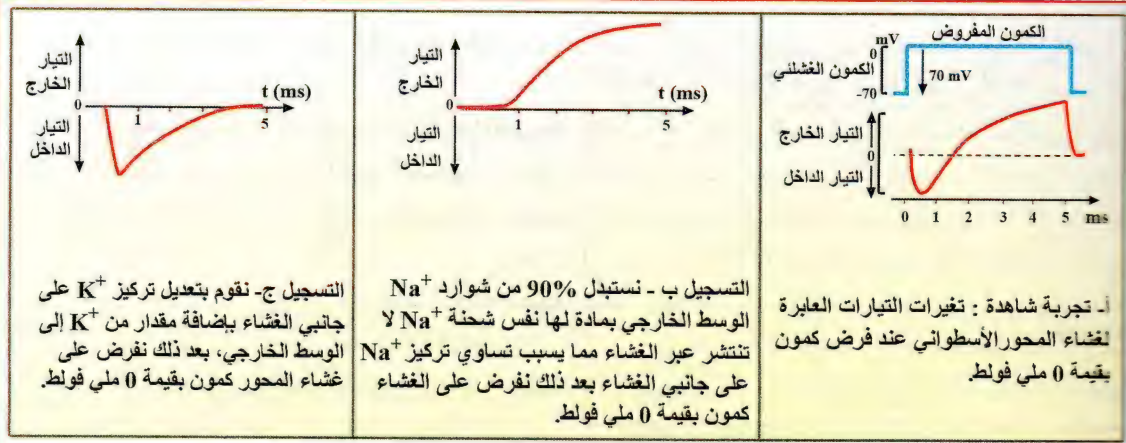 الكمون المفروض
mV
0
الكمون الغشائي
70 mV
-70
التيار الخارج
0
التيار الداخل
0 1 2 3 4 5 ms
أ- تجربة شاهدة : تغيرات التيارات العابرة
لغشاء المحور الأسطواني عند فرض كمون
بقيمة 0 ملي فولط.
التيار
الخارج
t (ms)
0
1
5
التيار
الداخل
التسجيل ب - نستبدل 90% من شوارد Na+
الوسط الخارجي بمادة لها نفس شحنة Na+ لا
تنتشر عبر الغشاء مما يسبب تساوي تركيز Na+
على جانبي الغشاء بعد ذلك نفرض على الغشاء
كمون بقيمة 0 ملي فولط.
التيار
الخارج
t (ms)
0
1
5
التيار
الداخل
التسجيل ج- نقوم بتعديل تركيز K+ على
جانبي الغشاء بإضافة مقدار من K+ إلى
الوسط الخارجي، بعد ذلك نفرض على
غشاء المحور كمون بقيمة 0 ملي فولط.